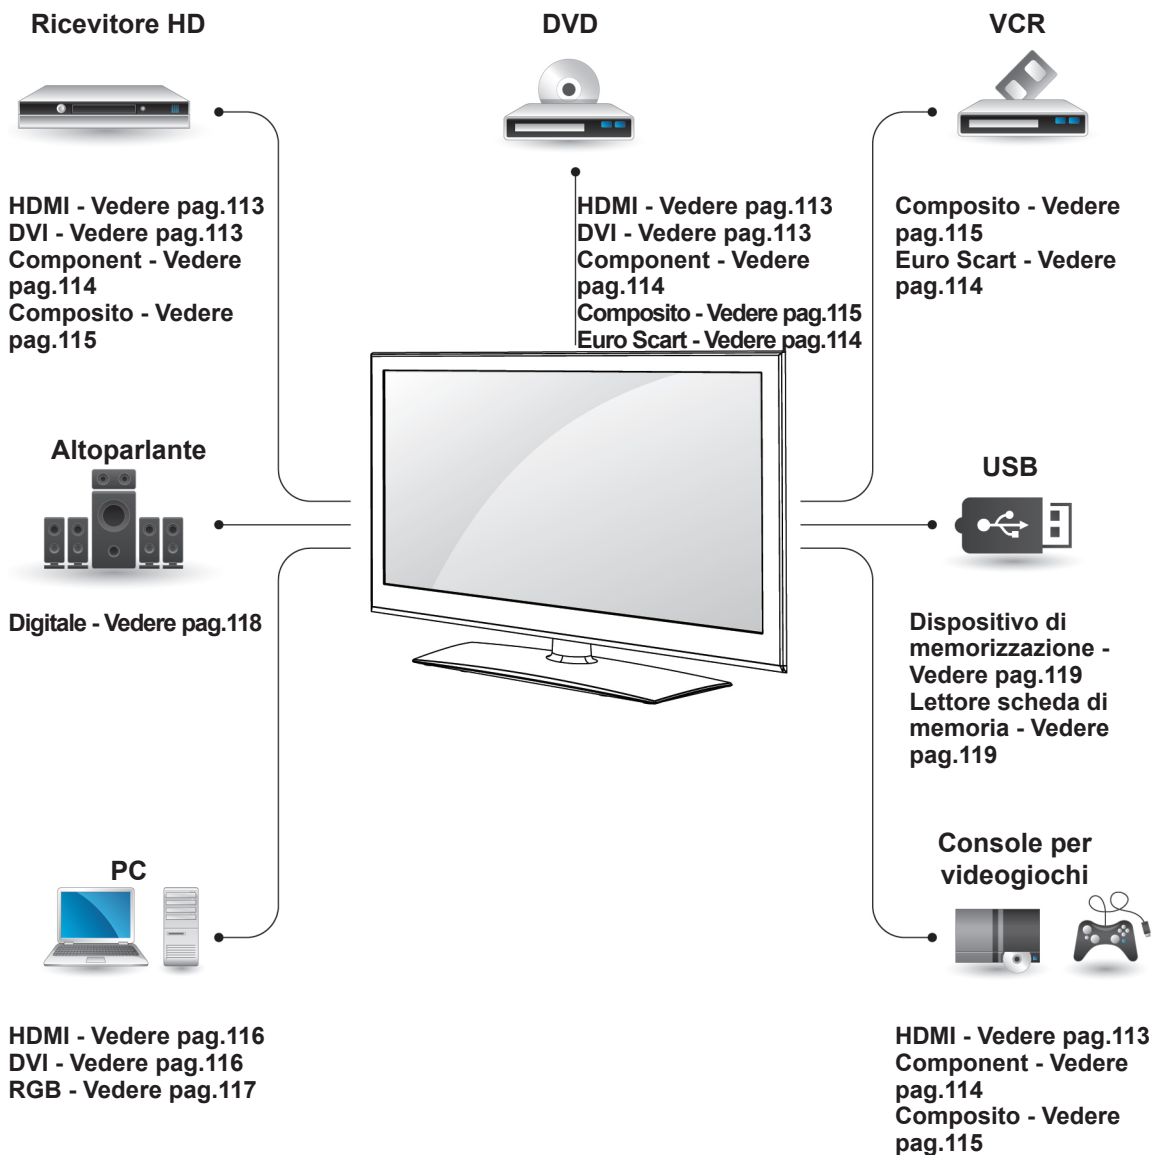 Ricevitore HD
HDMI - Vedere pag.113
DVI - Vedere pag.113
Component - Vedere
pag.114
Composito - Vedere
pag.115
DVD
HDMI - Vedere pag.113
DVI - Vedere pag.113
Component - Vedere
pag.114
Composito - Vedere pag.115
Euro Scart - Vedere pag.114
VCR
Composito - Vedere
pag.115
Euro Scart - Vedere
pag.114
Altoparlante
Digitale - Vedere pag.118
USB
Dispositivo di
memorizzazione -
Vedere pag.119
Lettore scheda di
memoria - Vedere
pag.119
PC
HDMI - Vedere pag.116
DVI - Vedere pag.116
RGB - Vedere pag.117
Console per
videogiochi
HDMI - Vedere pag.113
Component - Vedere
pag.114
Composito - Vedere
pag.115